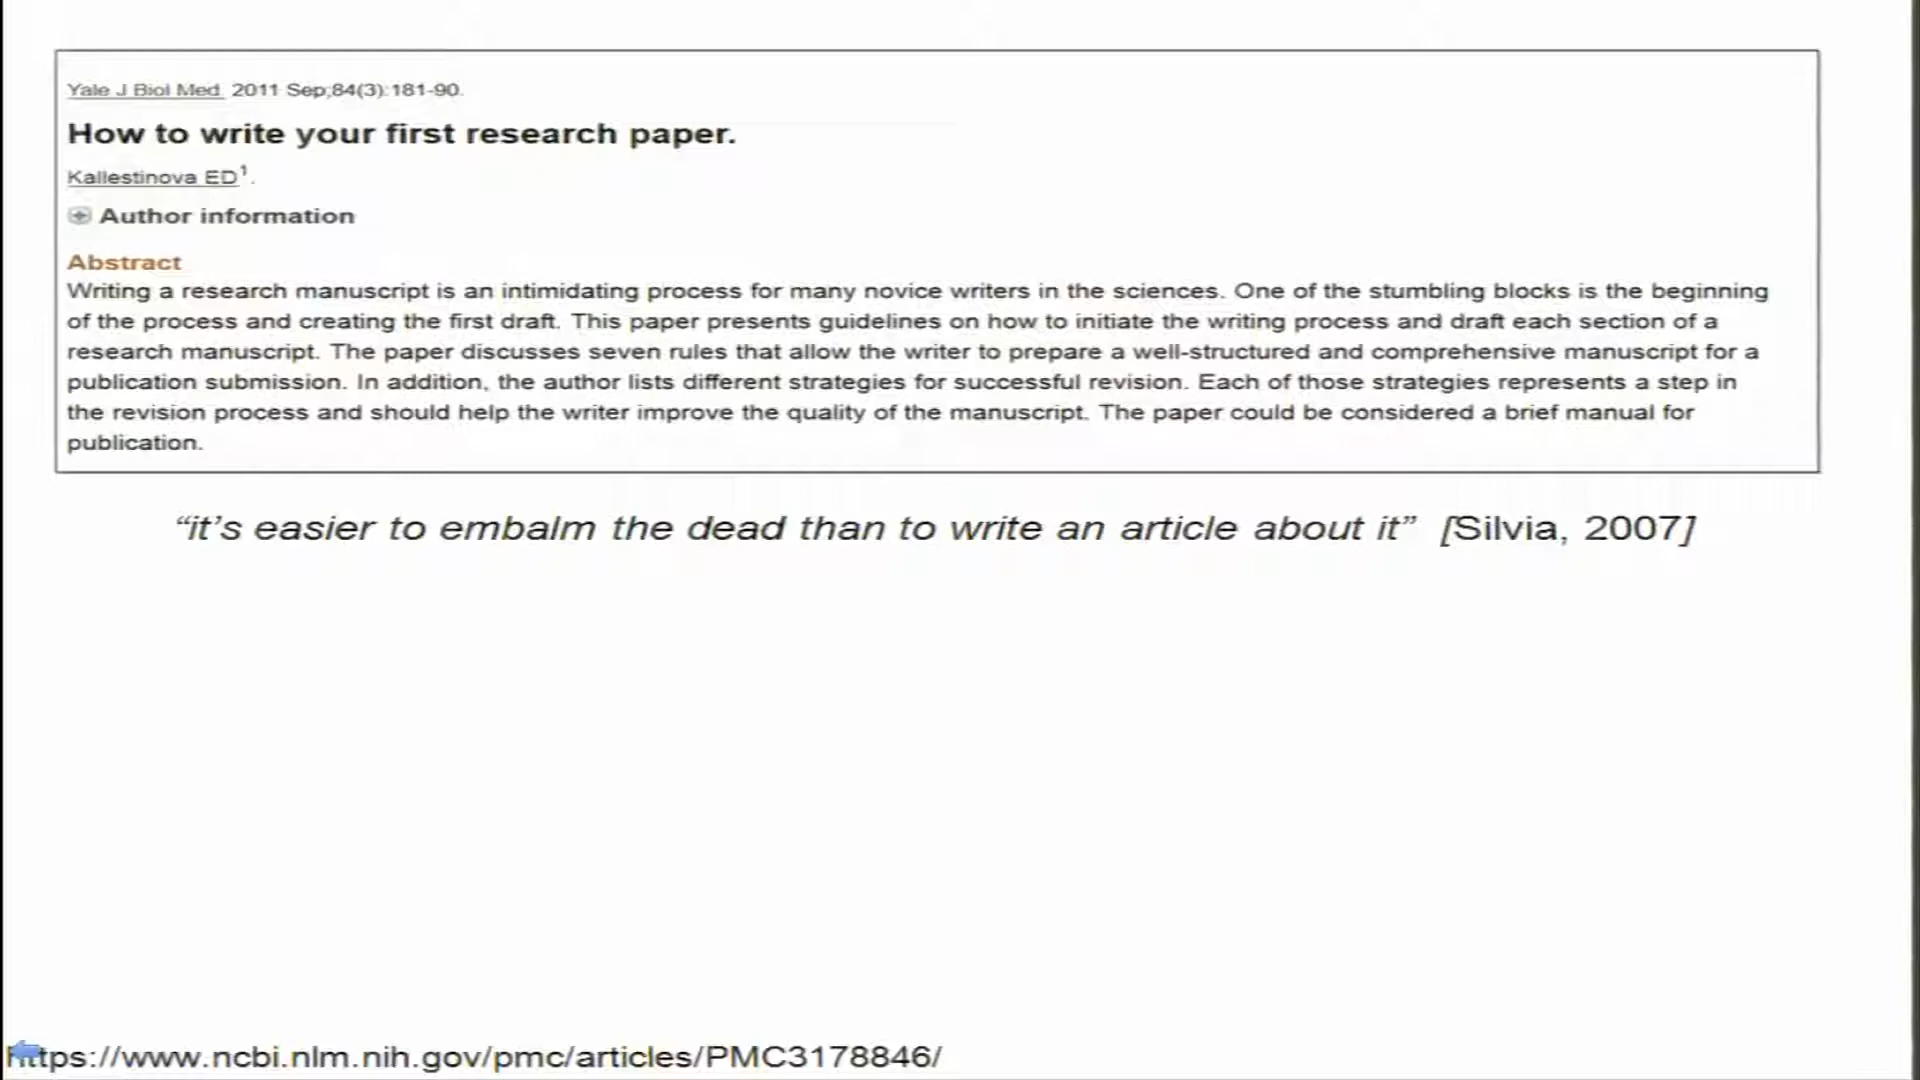 Yale J Biol Med. 2011 Sep;84(3):181-90.
How to write your first research paper.
Kallestinova ED1.
Author information
Abstract
Writing a research manuscript is an intimidating process for many novice writers in the sciences. One of the stumbling blocks is the beginning
of the process and creating the first draft. This paper presents guidelines on how to initiate the writing process and draft each section of a
research manuscript. The paper discusses seven rules that allow the writer to prepare a well-structured and comprehensive manuscript for a
publication submission. In addition, the author lists different strategies for successful revision. Each of those strategies represents a step in
the revision process and should help the writer improve the quality of the manuscript. The paper could be considered a brief manual for
publication.
“it’s easier to embalm the dead than to write an article about it” [Silvia, 2007]
https://www.ncbi.nlm.nih.gov/pmc/articles/PMC3178846/